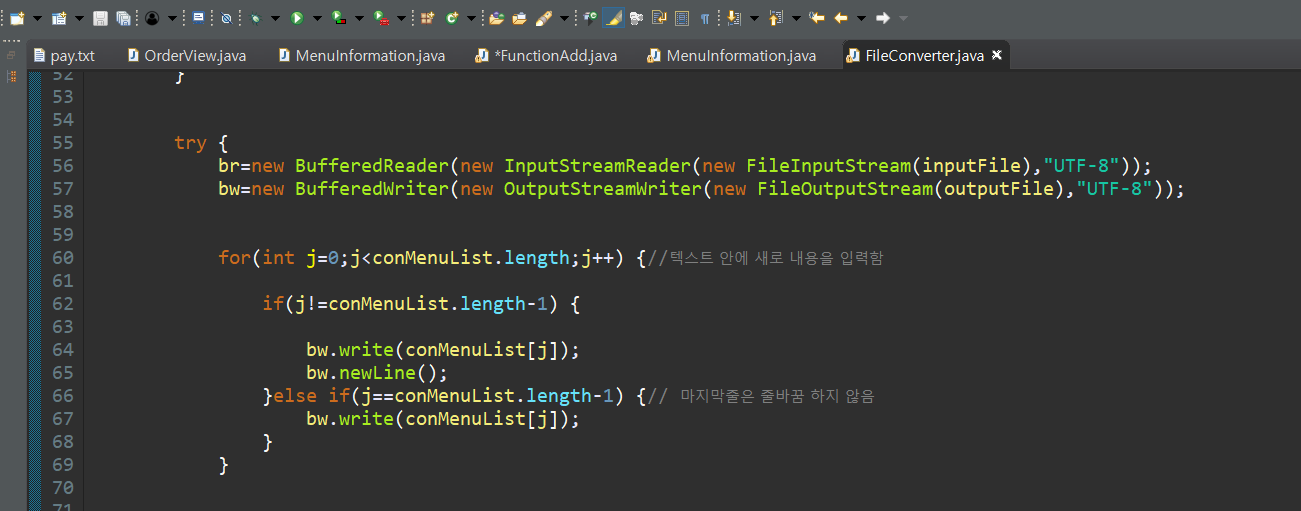 pay.txt OrderView.java MenuInformation.java *FunctionAdd.java MenuInformation.java FileConverter.java
52 }
53
54
55 try {
56 br=new BufferedReader(new InputStreamReader(new FileInputStream(inputFile),"UTF-8"));
57 bw=new BufferedWriter(new OutputStreamWriter(new FileOutputStream(outputFile),"UTF-8"));
58
59
60 for(int j=0;j<conMenuList.length;j++) {//텍스트 안에 새로 내용을 입력함
61
62 if(j!=conMenuList.length-1) {
63
64 bw.write(conMenuList[j]);
65 bw.newLine();
66 }else if(j==conMenuList.length-1) {// 마지막줄은 줄바꿈 하지 않음
67 bw.write(conMenuList[j]);
68 }
69 }
70
71